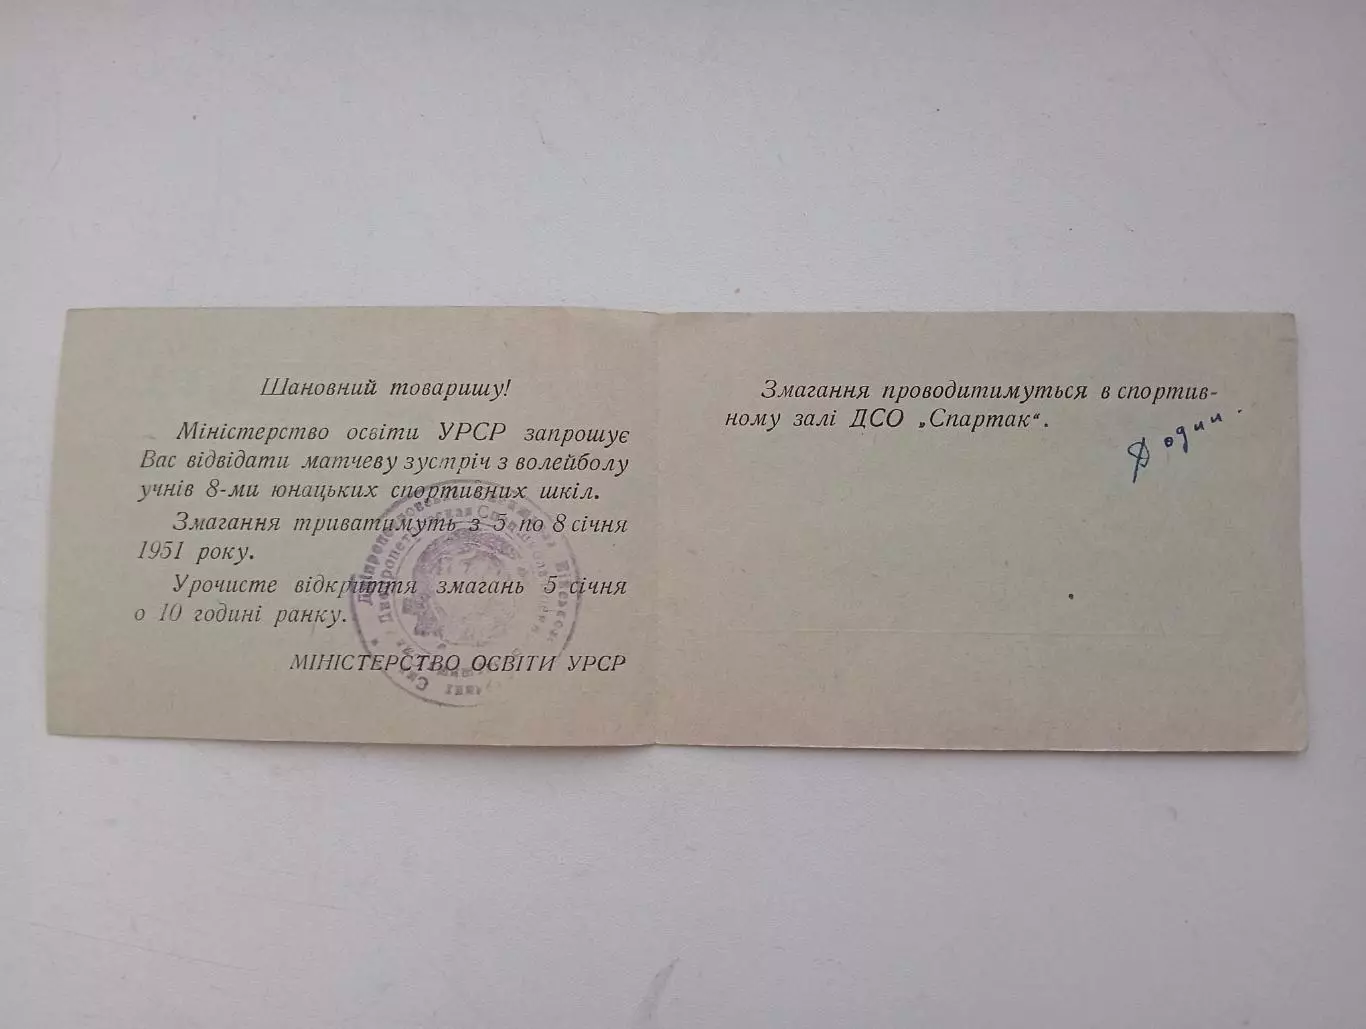 Шановний товаришу!
Міністерство освіти УРСР запрошує
Вас відвідати матчеву зустріч з волейболу
учнів 8-ми юнацьких спортивних шкіл.
Змагання триватимуть з 5 по 8 січня
1951 року.
Урочисте відкриття змагань 5 січня
о 10 годині ранку.
МІНІСТЕРСТВО ОСВІТИ УРСР
Змагання проводитимуться в спортив-
ному залі ДСО „Спартак“.
один